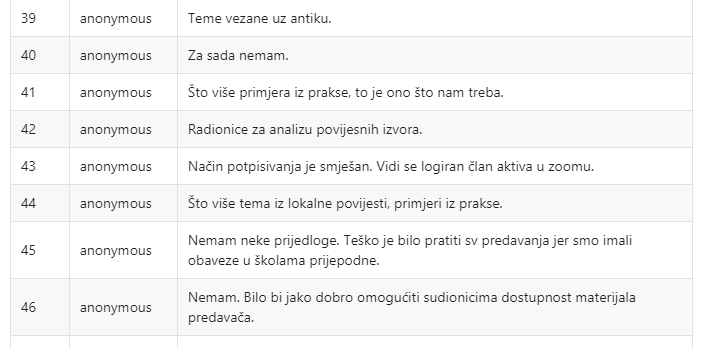 39 anonymous Teme vezane uz antiku.
40 anonymous Za sada nemam.
41 anonymous Što više primjera iz prakse, to je ono što nam treba.
42 anonymous Radionice za analizu povijesnih izvora.
43 anonymous Način potpisivanja je smješan. Vidi se logiran član aktiva u zoomu.
44 anonymous Što više tema iz lokalne povijesti, primjeri iz prakse.
45 anonymous Nemam neke prijedloge. Teško je bilo pratiti sv predavanja jer smo imali
obaveze u školama prijepodne.
46 anonymous Nemam. Bilo bi jako dobro omogućiti sudionicima dostupnost materijala
predavača.